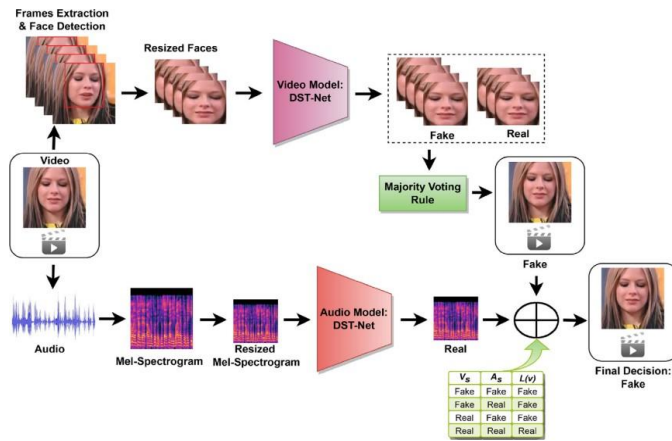 Frames Extraction
& Face Detection
Resized Faces
Video Model:
DST-Net
Fake
Real
Video
Majority Voting
Rule
Fake
Audio
Mel-Spectrogram
Resized
Mel-Spectrogram
Audio Model:
DST-Net
Real
Final Decision:
Fake
Vs As L(v)
Fake Fake Fake
Fake Real Fake
Real Fake Fake
Real Real Real